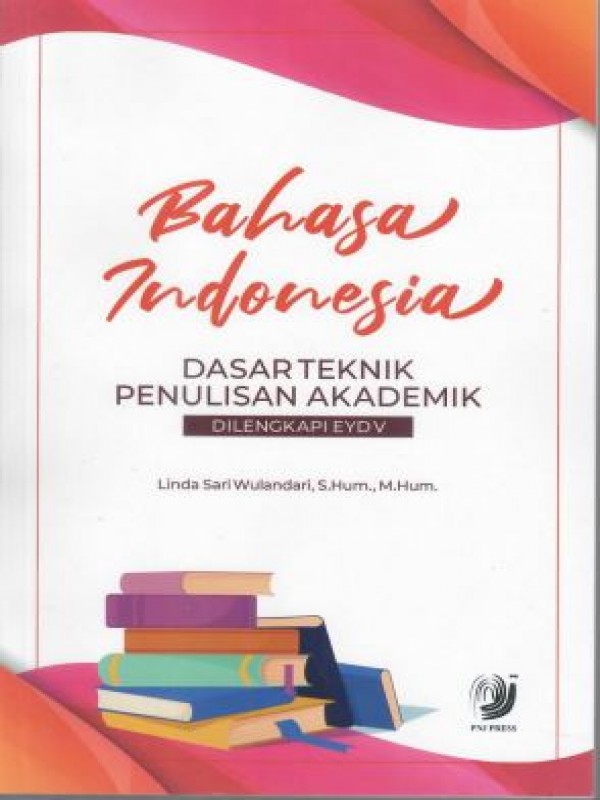 Bahasa
Indonesia
DASAR TEKNIK
PENULISAN AKADEMIK
DILENGKAPI EYD V
Linda Sari Wulandari, S.Hum., M.Hum.
PNJ PRESS